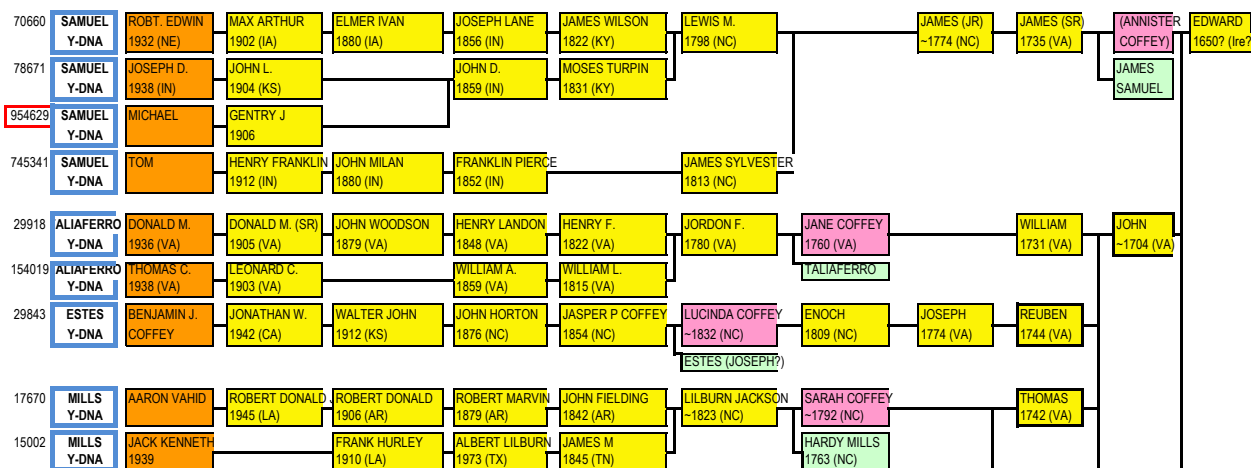 70660 SAMUEL ROBT. EDWIN MAX ARTHUR ELMER IVAN JOSEPH LANE JAMES WILSON LEWIS M. JAMES (JR) JAMES (SR) (ANNISTER EDWARD
Y-DNA 1932 (NE) 1902 (IA) 1880 (IA) 1856 (IN) 1822 (KY) 1798 (NC) ~1774 (NC) 1735 (VA) COFFEY) 1650? (Ire?
78671 SAMUEL JOSEPH D. JOHN L. JOHN D. MOSES TURPIN JAMES
Y-DNA 1938 (IN) 1904 (KS) 1859 (IN) 1831 (KY) SAMUEL
954629 SAMUEL MICHAEL GENTRY J
Y-DNA 1906
745341 SAMUEL TOM HENRY FRANKLIN JOHN MILAN FRANKLIN PIERCE JAMES SYLVESTER
Y-DNA 1912 (IN) 1880 (IN) 1852 (IN) 1813 (NC)
29918 ALIAFERRO DONALD M. DONALD M. (SR) JOHN WOODSON HENRY LANDON HENRY F. JORDON F. JANE COFFEY WILLIAM JOHN
Y-DNA 1936 (VA) 1905 (VA) 1879 (VA) 1848 (VA) 1822 (VA) 1780 (VA) 1760 (VA) 1731 (VA) ~1704 (VA)
154019 ALIAFERRO THOMAS C. LEONARD C. WILLIAM A. WILLIAM L. TALIAFERRO
Y-DNA 1938 (VA) 1903 (VA) 1859 (VA) 1815 (VA)
29843 ESTES BENJAMIN J. JONATHAN W. WALTER JOHN JOHN HORTON JASPER P COFFEY LUCINDA COFFEY ENOCH JOSEPH REUBEN
Y-DNA COFFEY 1942 (CA) 1912 (KS) 1876 (NC) 1854 (NC) ~1832 (NC) 1809 (NC) 1774 (VA) 1744 (VA)
ESTES (JOSEPH?)
17670 MILLS AARON VAHID ROBERT DONALD ROBERT DONALD ROBERT MARVIN JOHN FIELDING LILBURN JACKSON SARAH COFFEY THOMAS
Y-DNA 1945 (LA) 1906 (AR) 1879 (AR) 1842 (AR) ~1823 (NC) ~1792 (NC) 1742 (VA)
15002 MILLS JACK KENNETH FRANK HURLEY ALBERT LILBURN JAMES M HARDY MILLS
Y-DNA 1939 1910 (LA) 1973 (TX) 1845 (TN) 1763 (NC)